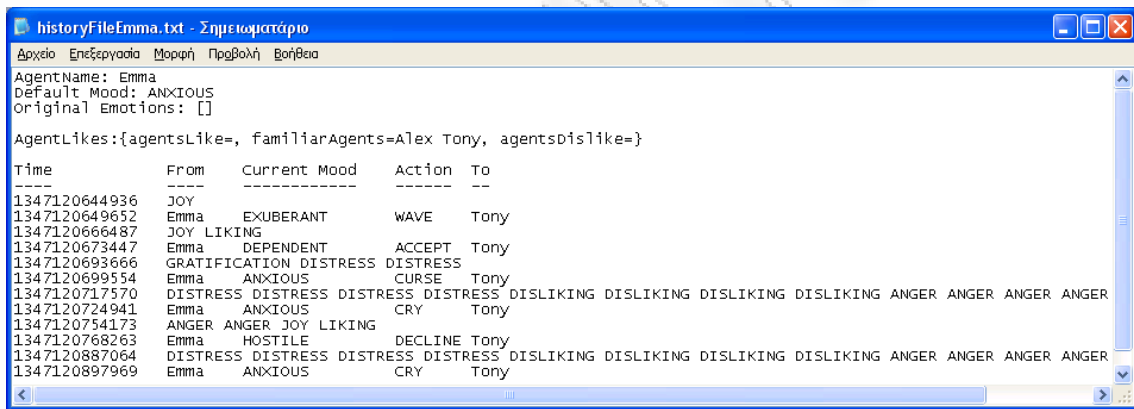 historyFileEmma.txt - Σημειωματάριο
Αρχείο Επεξεργασία Μορφή Προβολή Βοήθεια
AgentName: Emma
Default Mood: ANXIOUS
Original Emotions: []
AgentLikes:{agentsLike=, familiarAgents=Alex Tony, agentsDislike=}
Time From Current Mood Action To
---- ---- ------------ ------ --
1347120644936 JOY
1347120649652 Emma EXUBERANT WAVE Tony
1347120666487 JOY LIKING
1347120673447 Emma DEPENDENT ACCEPT Tony
1347120693666 GRATIFICATION DISTRESS DISTRESS
1347120699554 Emma ANXIOUS CURSE Tony
1347120717570 DISTRESS DISTRESS DISTRESS DISTRESS DISLIKING DISLIKING DISLIKING DISLIKING ANGER ANGER ANGER ANGER
1347120724941 Emma ANXIOUS CRY Tony
1347120754173 ANGER ANGER JOY LIKING
1347120768263 Emma HOSTILE DECLINE Tony
1347120887064 DISTRESS DISTRESS DISTRESS DISTRESS DISLIKING DISLIKING DISLIKING DISLIKING ANGER ANGER ANGER ANGER
1347120897969 Emma ANXIOUS CRY Tony